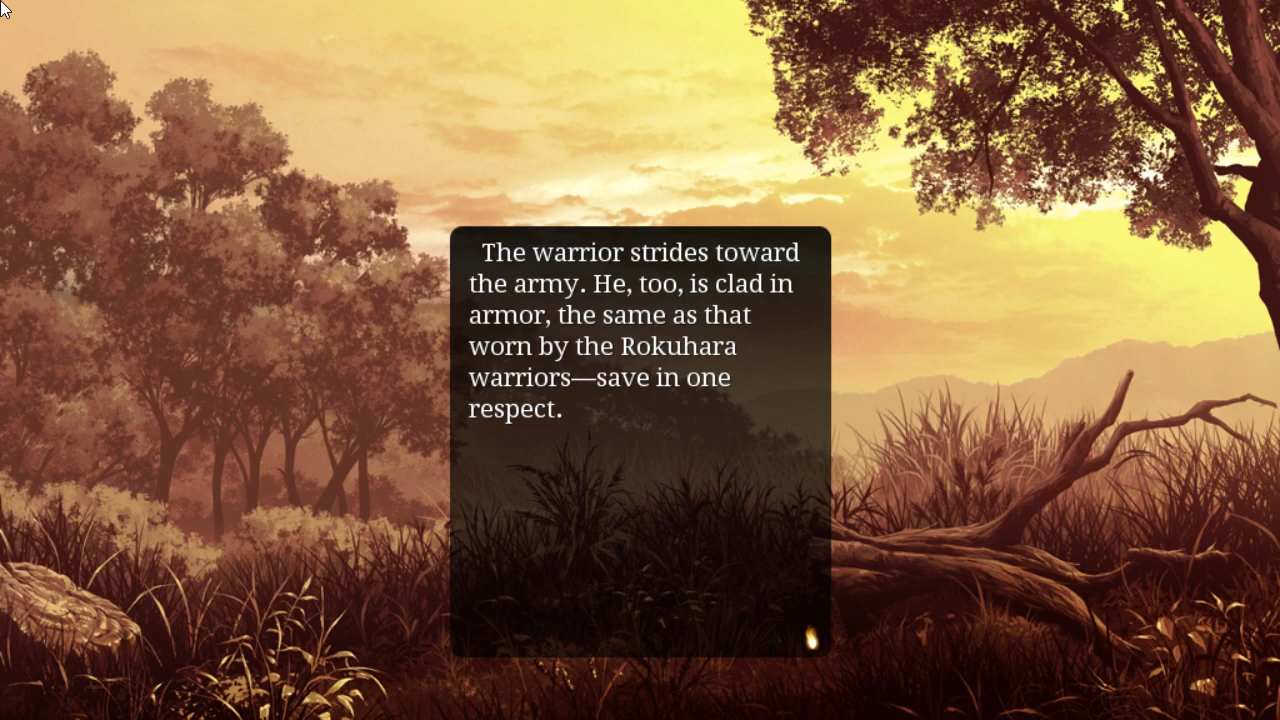 The warrior strides toward
the army. He, too, is clad in
armor, the same as that
worn by the Rokuhara
warriors—save in one
respect.